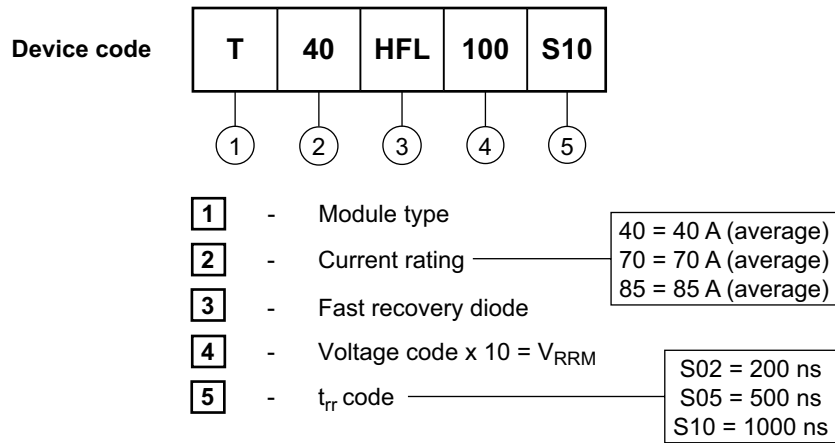 Device code T 40 HFL 100 S10
1 2 3 4 5
1 - Module type
2 - Current rating
40 = 40 A (average)
70 = 70 A (average)
85 = 85 A (average)
3 - Fast recovery diode
4 - Voltage code x 10 = VRRM
5 - trr code
S02 = 200 ns
S05 = 500 ns
S10 = 1000 ns